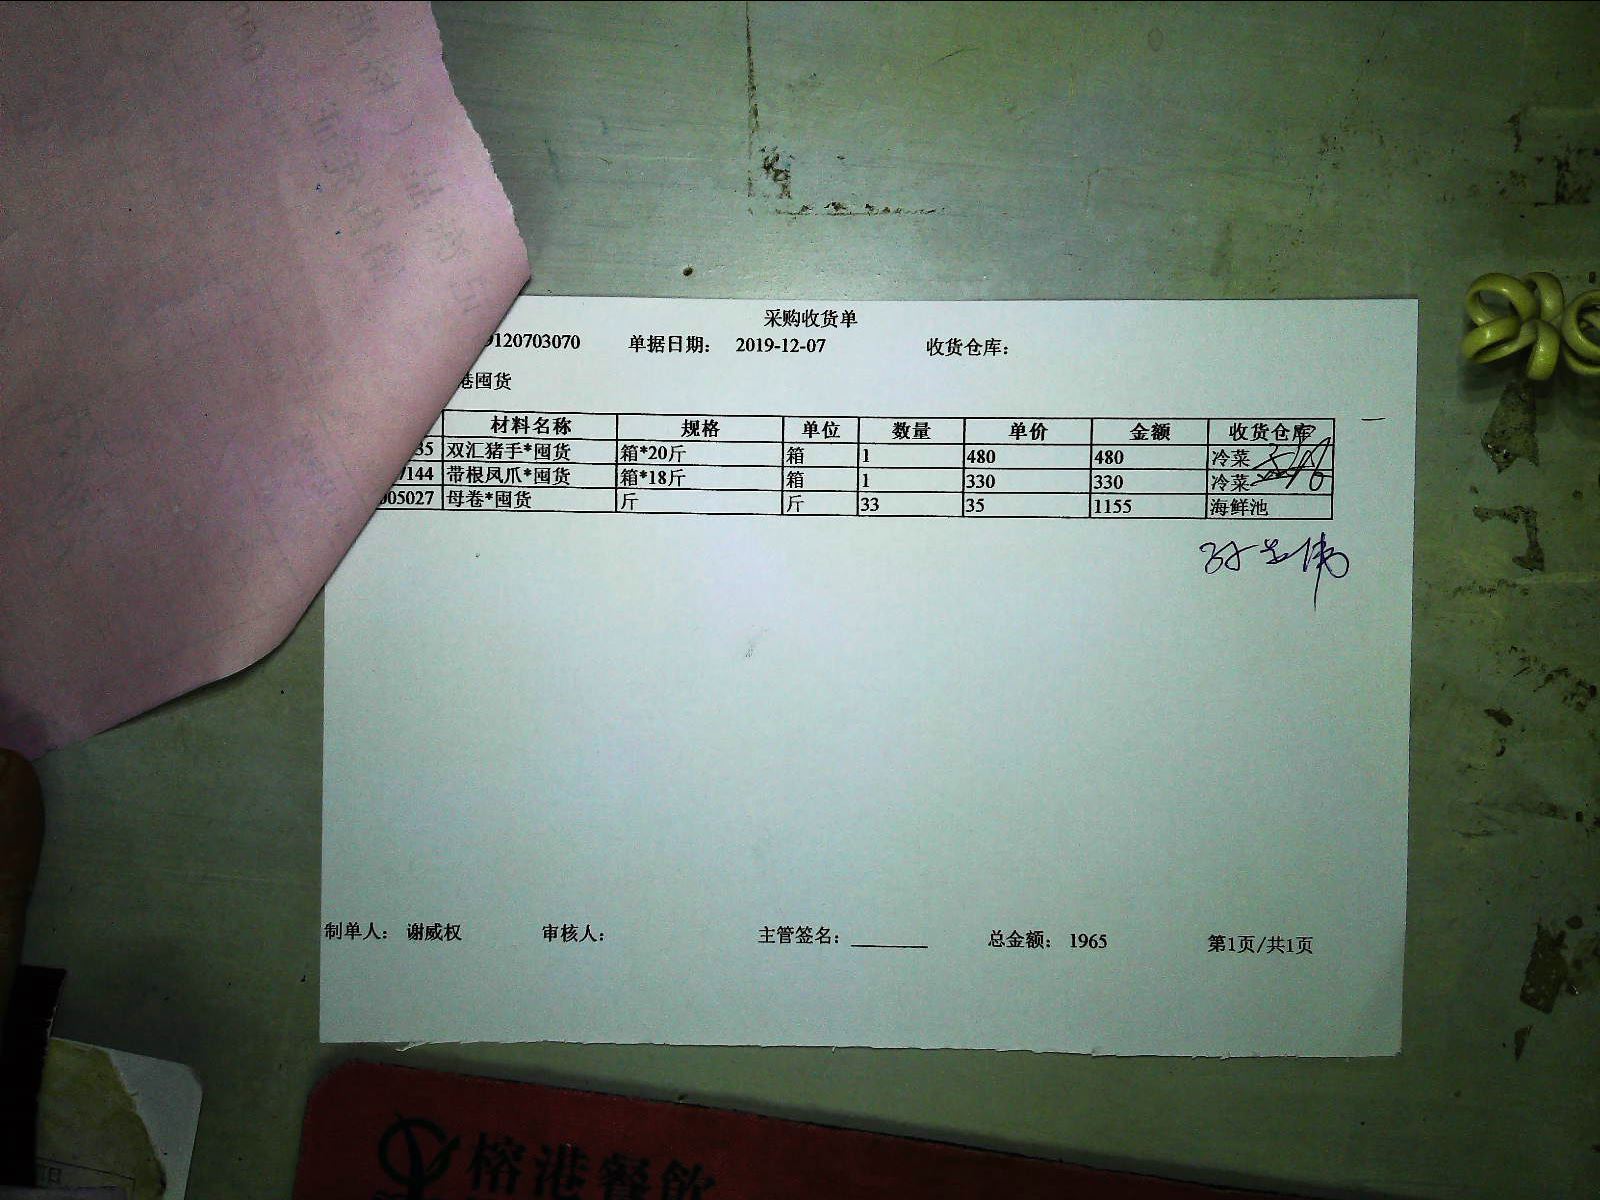 采购收货单
9120703070 单据日期： 2019-12-07 收货仓库：
港囤货
材料名称 规格 单位 数量 单价 金额 收货仓库
35 双汇猪手*囤货 箱*20斤 箱 1 480 480 冷菜
144 带根凤爪*囤货 箱*18斤 箱 1 330 330 冷菜
005027 母卷*囤货 斤 斤 33 35 1155 海鲜池
制单人： 谢威权 审核人： 主管签名： 总金额： 1965 第1页/共1页
榕港餐飲